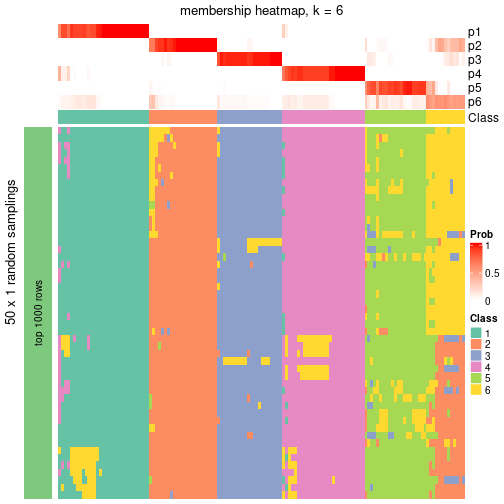 membership heatmap, k = 6
p1
p2
p3
p4
p5
p6
Class
50 x 1 random samplings
top 1000 rows
Prob
1
0.5
0
Class
1
2
3
4
5
6